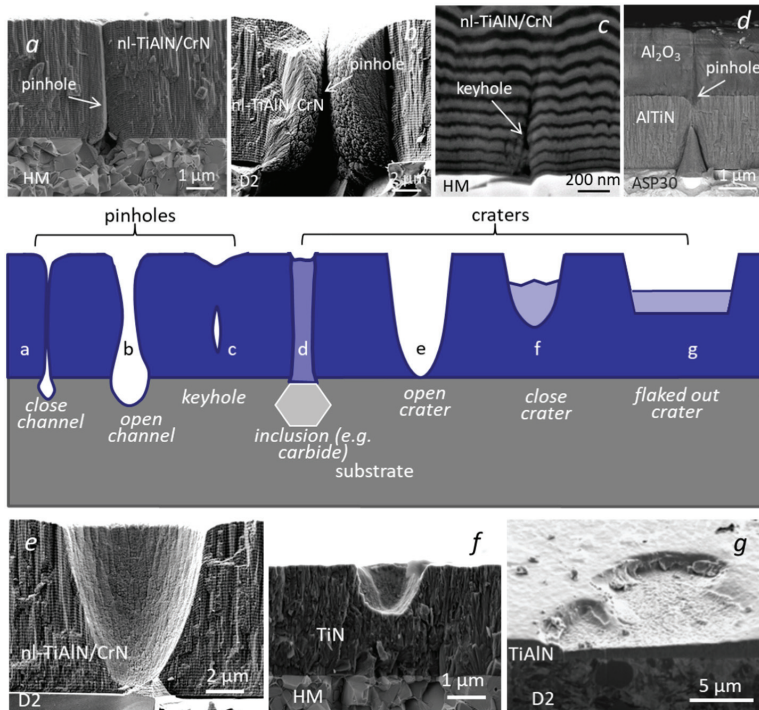 a
nl-TiAlN/CrN
pinhole
HM
1 µm
b
pinhole
nl-TiAlN/CrN
D2
2 µm
c
nl-TiAlN/CrN
keyhole
HM
200 nm
d
Al₂O₃
pinhole
AlTiN
ASP30
1 µm
pinholes
craters
a
b
c
d
e
f
g
close
channel
open
channel
keyhole
inclusion (e.g.
carbide)
substrate
open
crater
close
crater
flaked out
crater
e
nl-TiAlN/CrN
2 µm
D2
f
TiN
1 µm
HM
g
TiAlN
5 µm
D2